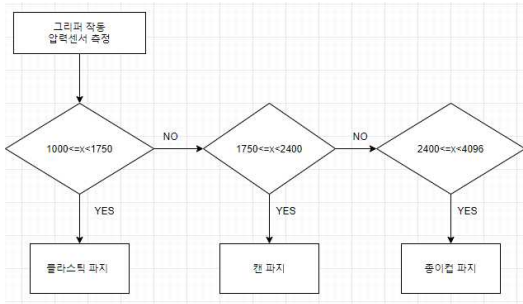 그리퍼 작동
압력센서 측정
1000<=x<1750
NO
1750<=x<2400
NO
2400<=x<4096
YES
YES
YES
플라스틱 파지
캔 파지
종이컵 파지